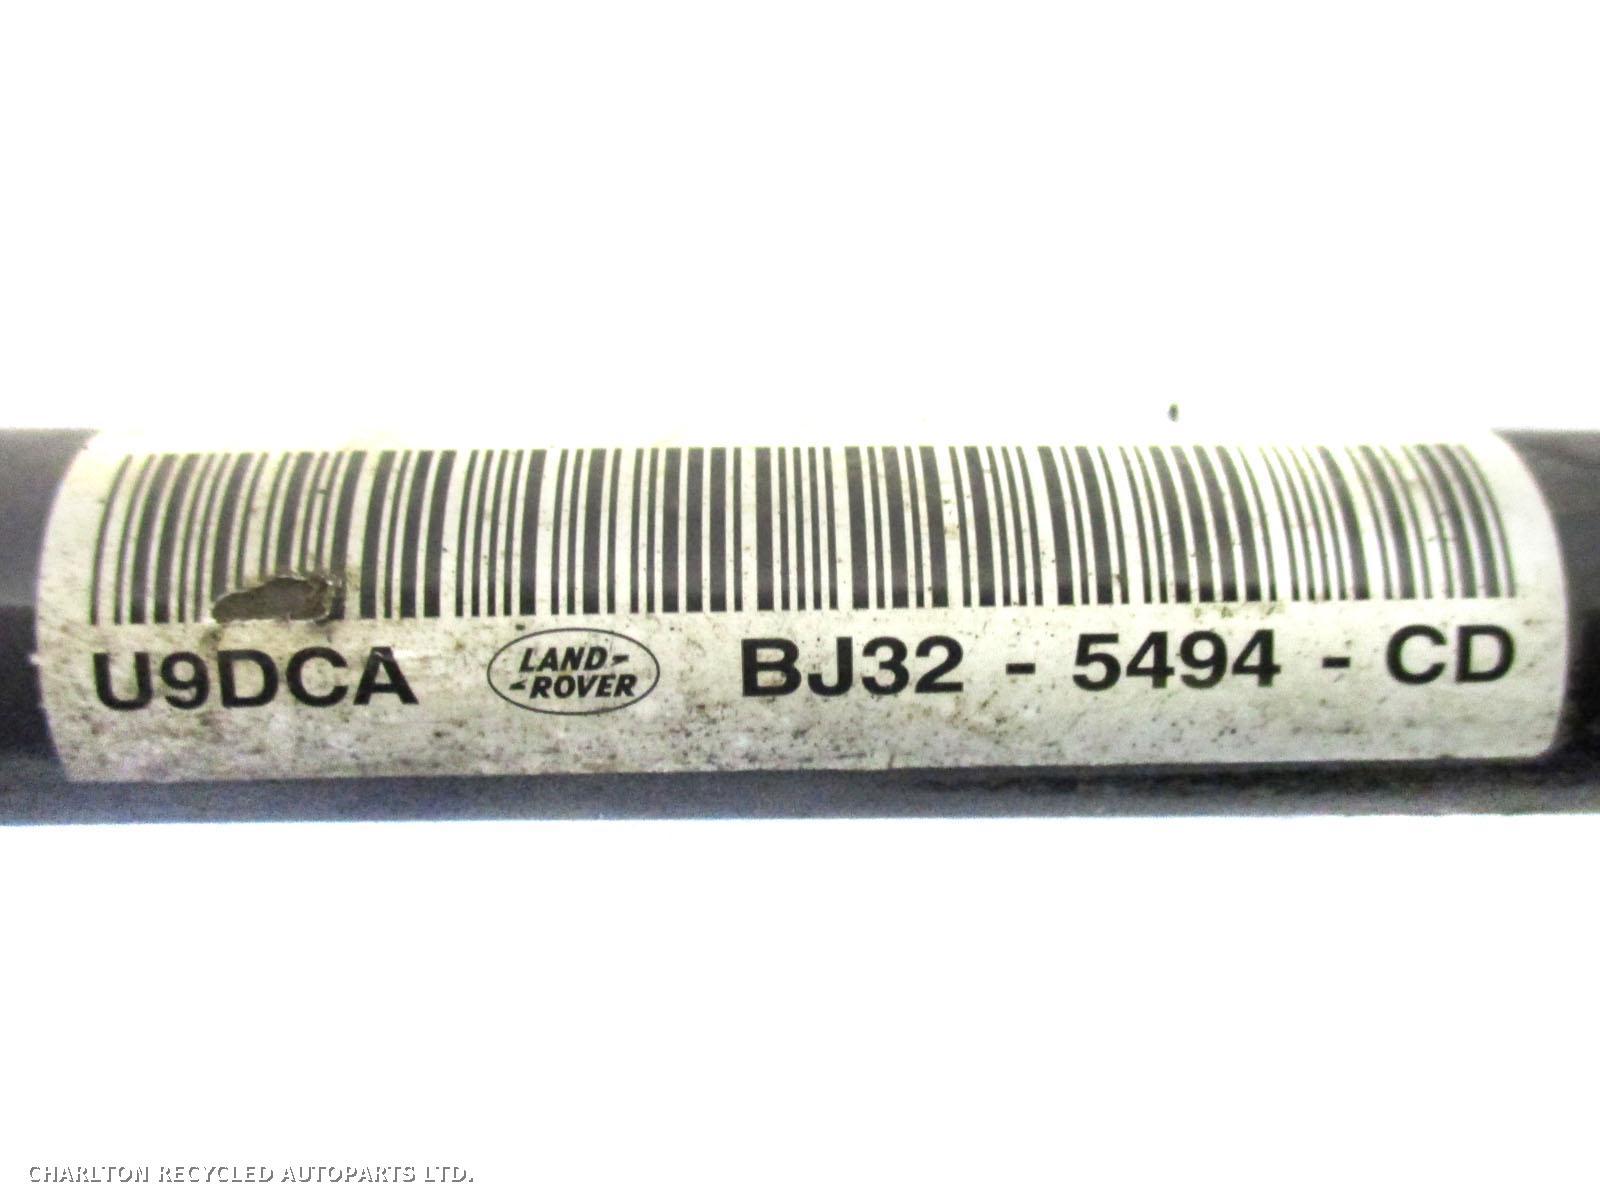 U9DCA LAND- BJ32 - 5494 - CD
-ROVER
CHARLTON RECYCLED AUTOPARTS LTD.